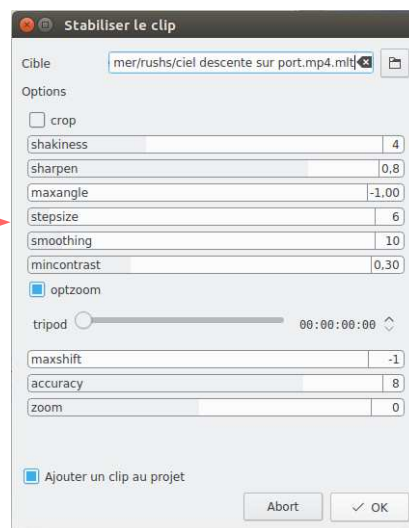 Stabiliser le clip
Cible mer/rushs/ciel descente sur port.mp4.mlt
Options
crop
shakiness 4
sharpen 0,8
maxangle -1,00
stepsize 6
smoothing 10
mincontrast 0,30
optzoom
tripod 00:00:00:00
maxshift -1
accuracy 8
zoom 0
Ajouter un clip au projet
Abort OK